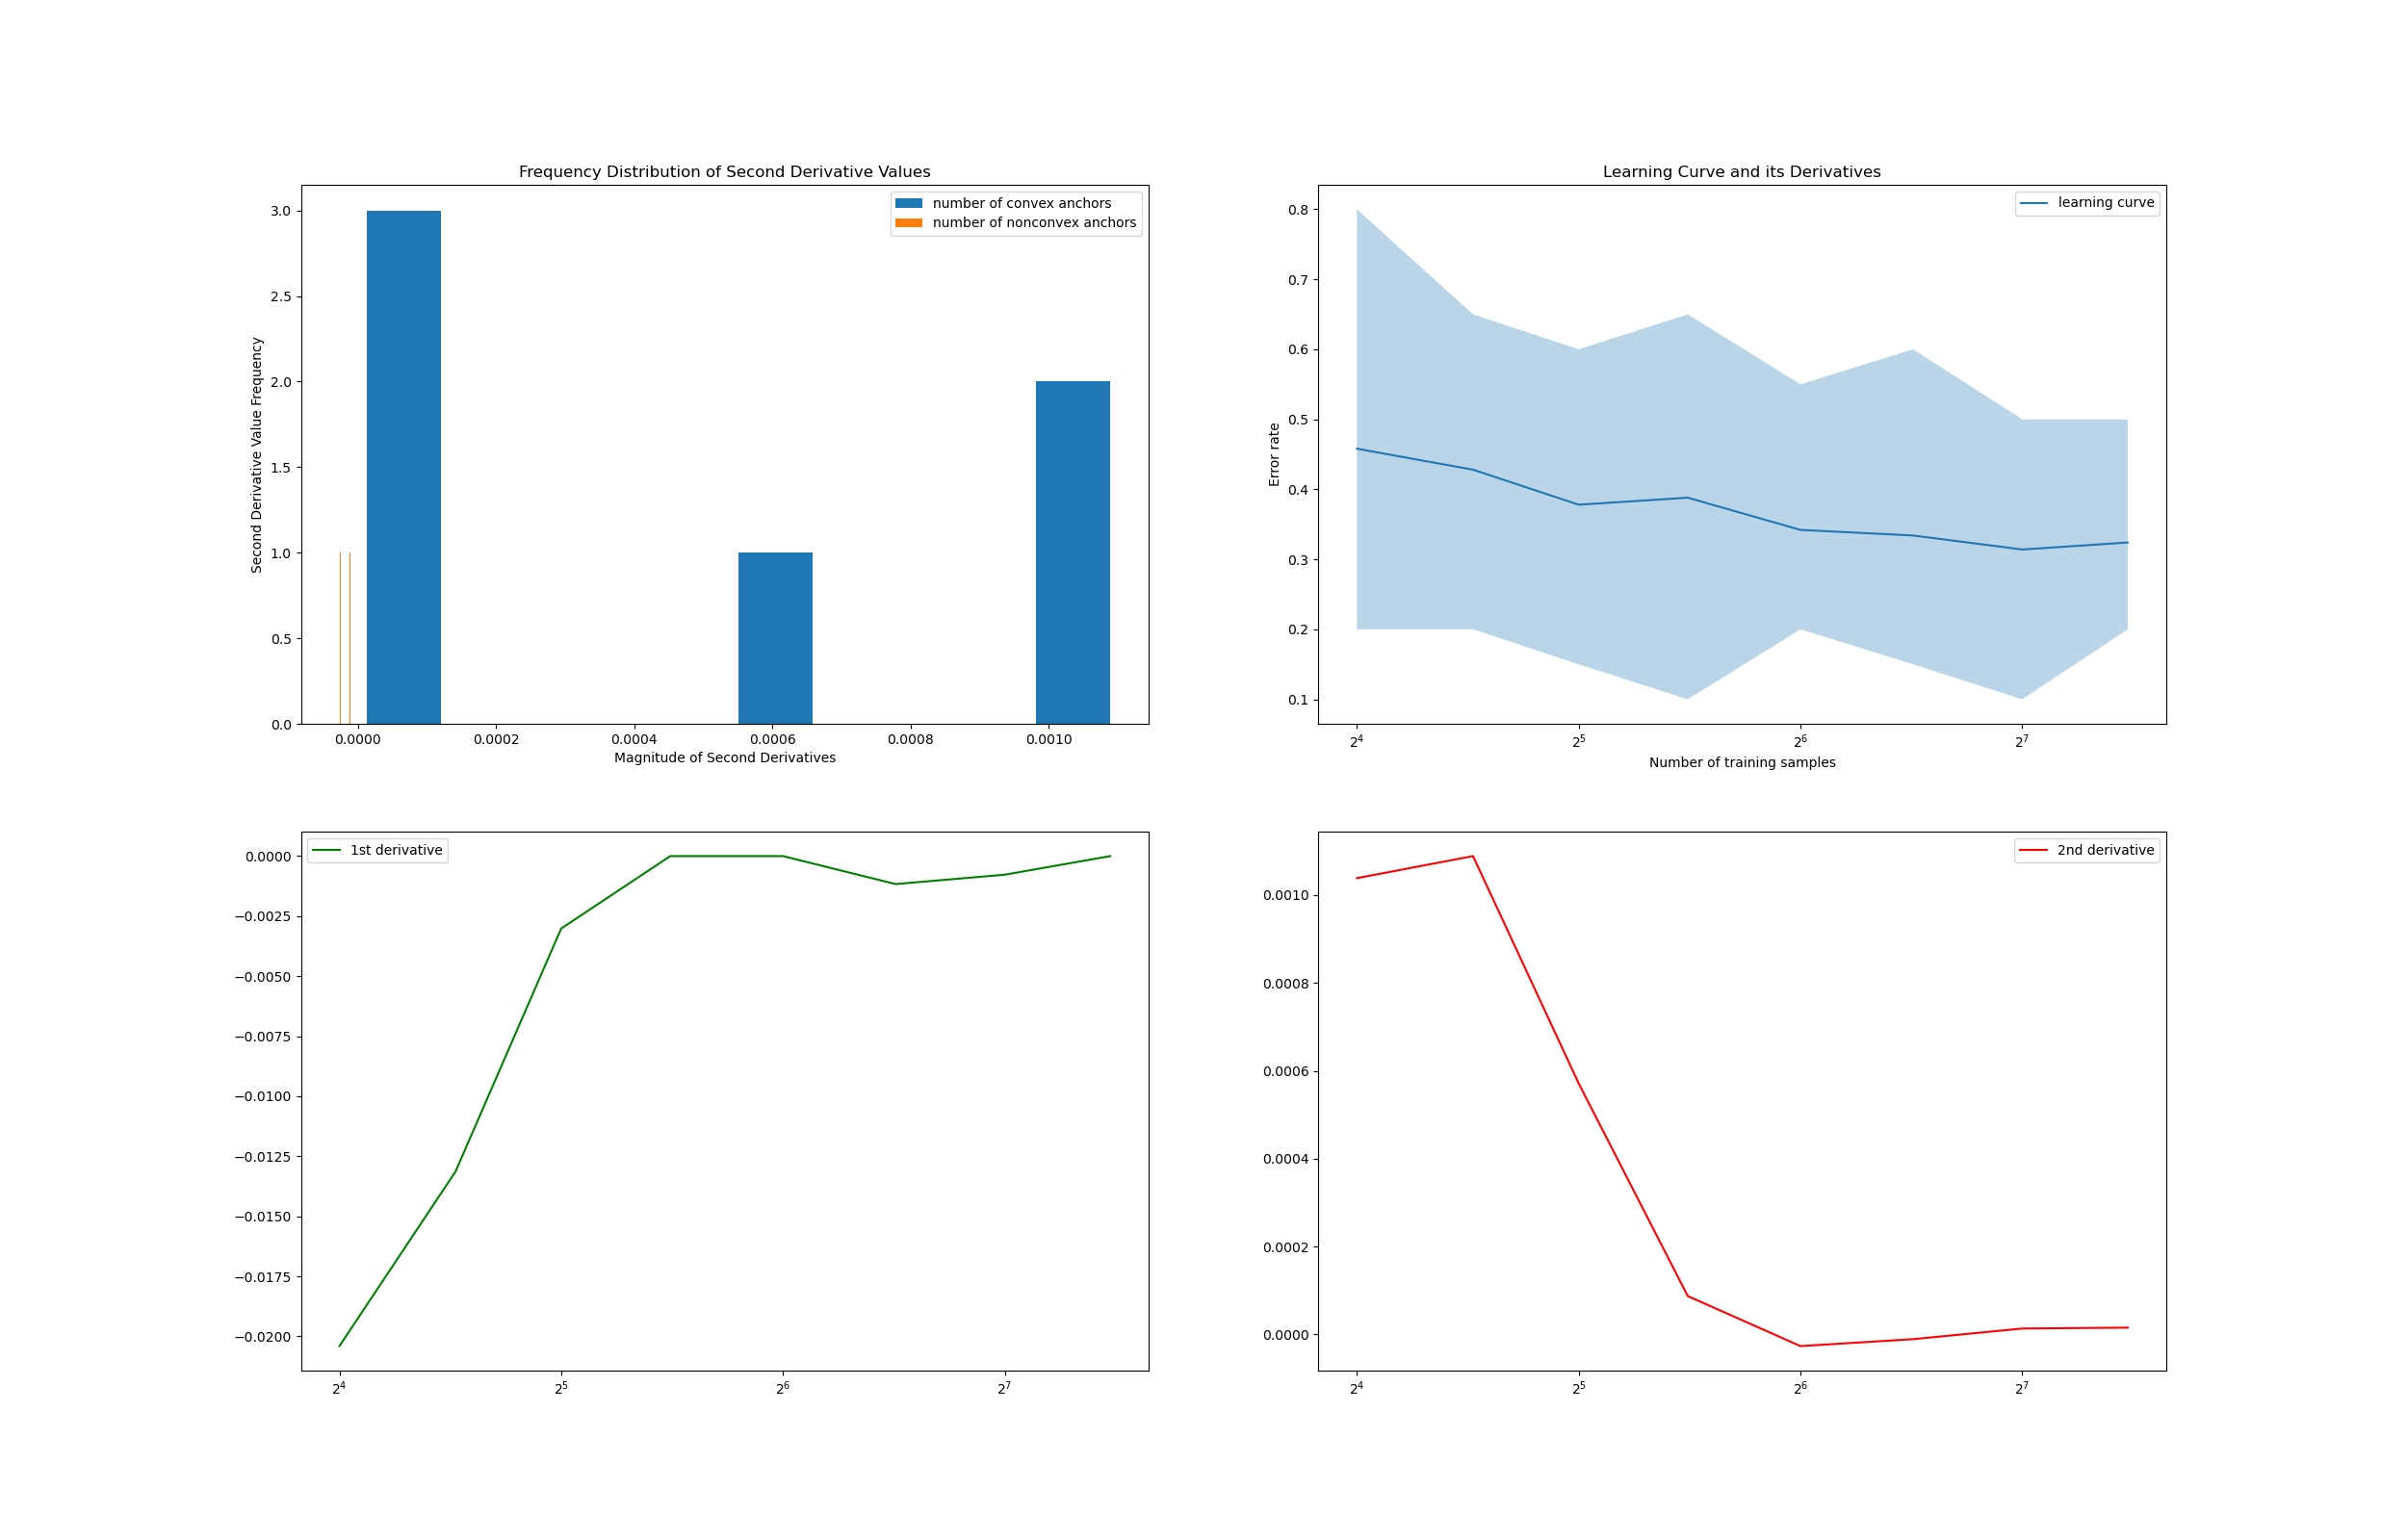 Frequency Distribution of Second Derivative Values
number of convex anchors
number of nonconvex anchors
Second Derivative Value Frequency
3.0
2.5
2.0
1.5
1.0
0.5
0.0
0.0000 0.0002 0.0004 0.0006 0.0008 0.0010
Magnitude of Second Derivatives
Learning Curve and its Derivatives
learning curve
Error rate
0.8
0.7
0.6
0.5
0.4
0.3
0.2
0.1
2⁴ 2⁵ 2⁶ 2⁷
Number of training samples
1st derivative
0.0000
−0.0025
−0.0050
−0.0075
−0.0100
−0.0125
−0.0150
−0.0175
−0.0200
2⁴ 2⁵ 2⁶ 2⁷
2nd derivative
0.0010
0.0008
0.0006
0.0004
0.0002
0.0000
2⁴ 2⁵ 2⁶ 2⁷